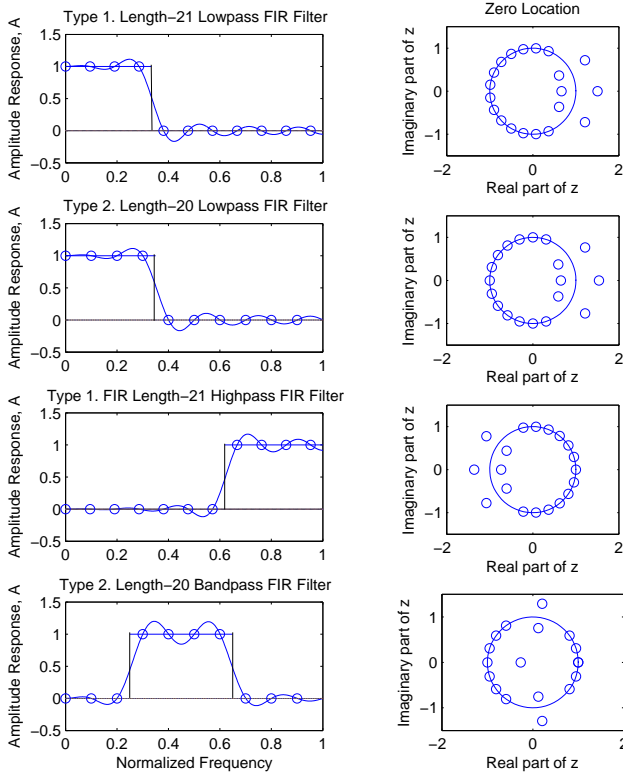 Type 1. Length−21 Lowpass FIR Filter
Amplitude Response, A
1.5
1
0.5
0
−0.5
0 0.2 0.4 0.6 0.8 1
Zero Location
Imaginary part of z
1
0
−1
−2 0 2
Real part of z
Type 2. Length−20 Lowpass FIR Filter
Amplitude Response, A
1.5
1
0.5
0
−0.5
0 0.2 0.4 0.6 0.8 1
Imaginary part of z
1
0
−1
−2 0 2
Real part of z
Type 1. FIR Length−21 Highpass FIR Filter
Amplitude Response, A
1.5
1
0.5
0
−0.5
0 0.2 0.4 0.6 0.8 1
Imaginary part of z
1
0
−1
−2 0 2
Real part of z
Type 2. Length−20 Bandpass FIR Filter
Amplitude Response, A
1.5
1
0.5
0
−0.5
0 0.2 0.4 0.6 0.8 1
Normalized Frequency
Imaginary part of z
1
0
−1
−2 0 2
Real part of z